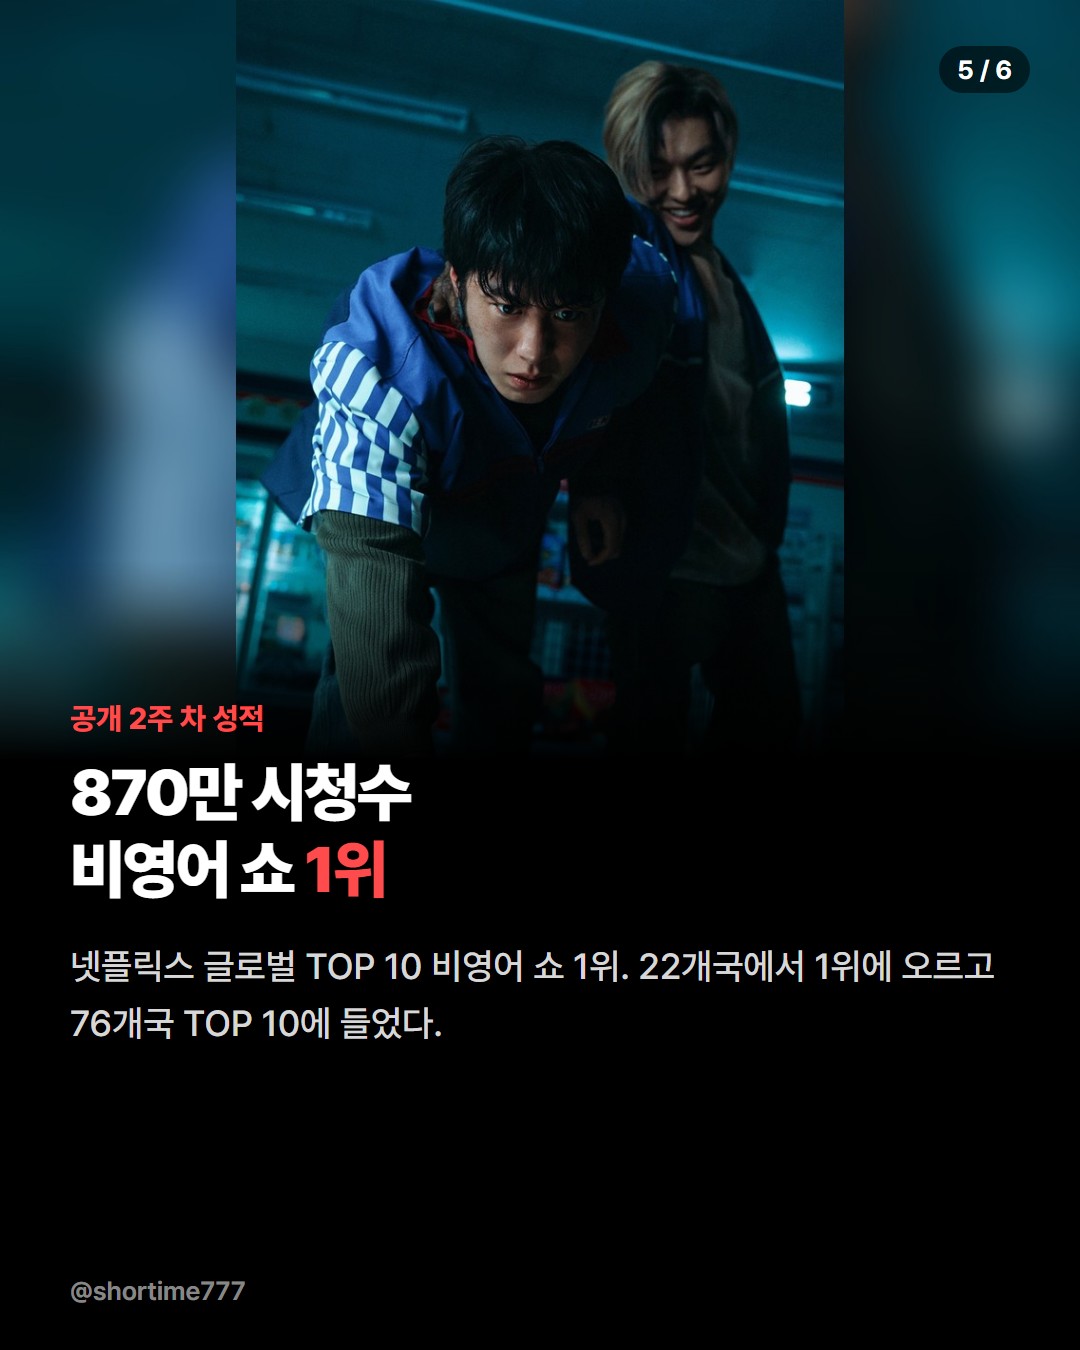 5 / 6
공개 2주 차 성적
870만 시청수
비영어 쇼 1위
넷플릭스 글로벌 TOP 10 비영어 쇼 1위. 22개국에서 1위에 오르고
76개국 TOP 10에 들었다.
@shortime777